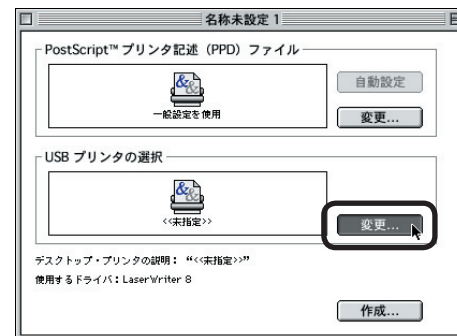 名称未設定 1
PostScript™ プリンタ記述（PPD）ファイル
自動設定
一般設定を使用
変更...
USB プリンタの選択
<<未指定>>
変更...
デスクトップ・プリンタの説明： “<<未指定>>”
使用するドライバ：LaserWriter 8
作成...